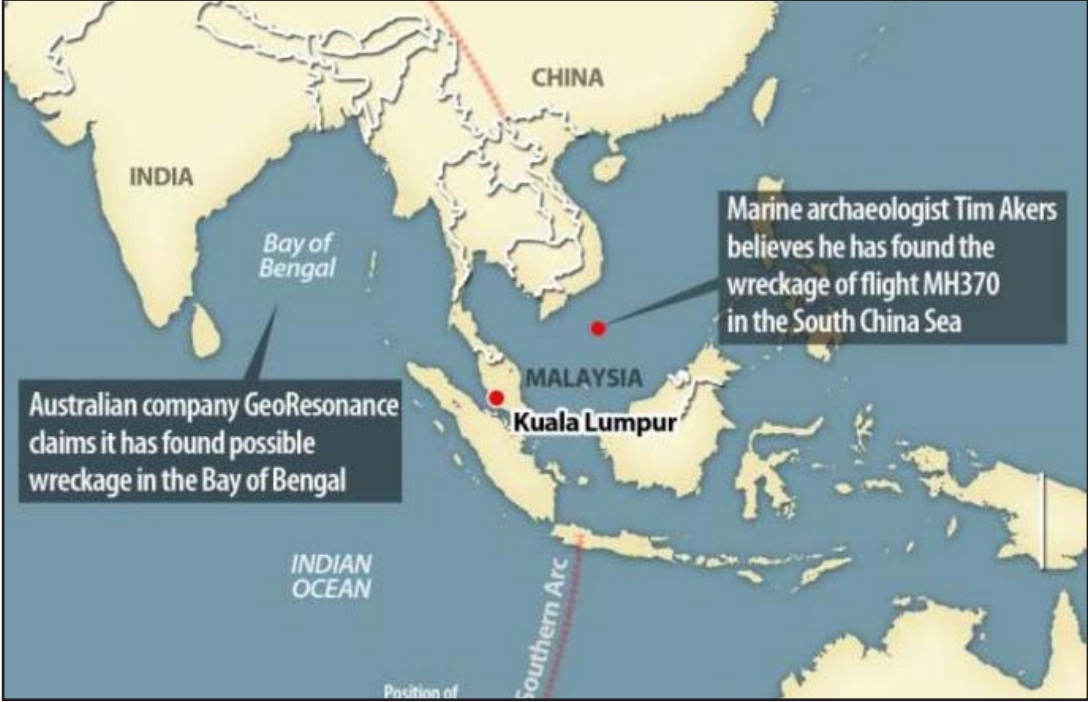 CHINA
INDIA
Marine archaeologist Tim Akers
believes he has found the
wreckage of flight MH370
in the South China Sea
Bay of
Bengal
MALAYSIA
Kuala Lumpur
Australian company GeoResonance
claims it has found possible
wreckage in the Bay of Bengal
INDIAN
OCEAN
Southern Arc
Position of